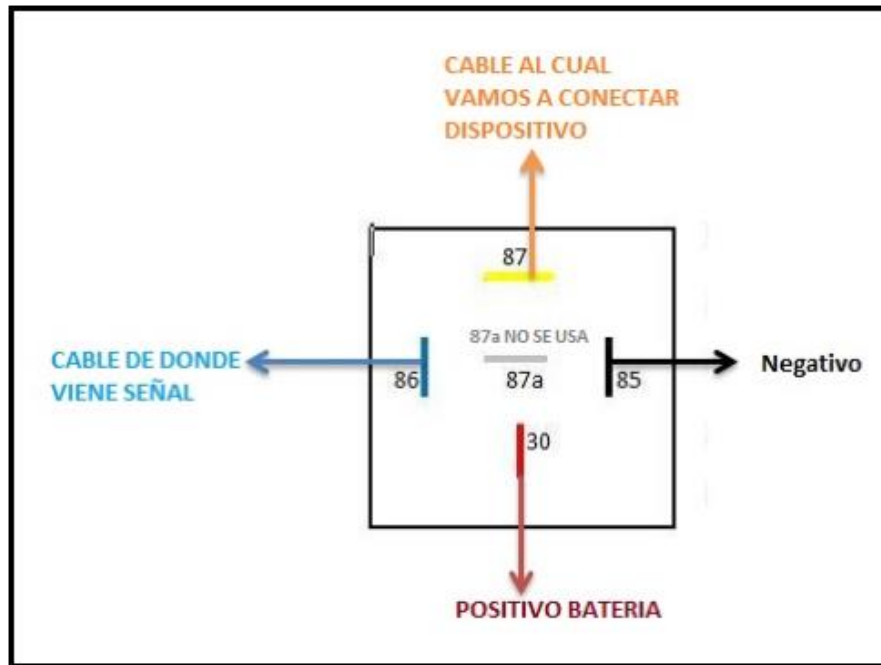 CABLE AL CUAL
VAMOS A CONECTAR
DISPOSITIVO
87
87a NO SE USA
CABLE DE DONDE
VIENE SEÑAL
86
87a
85
Negativo
30
POSITIVO BATERIA